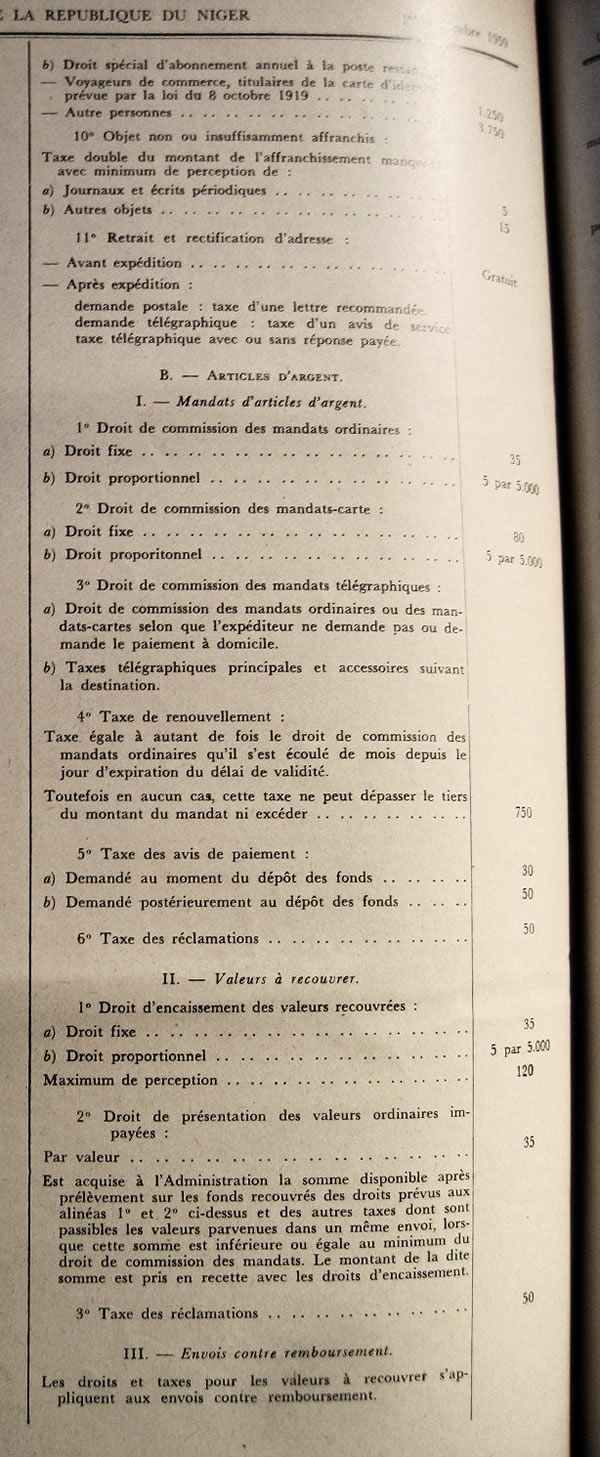 LA REPUBLIQUE DU NIGER 1959
b) Droit spécial d'abonnement annuel à la poste
— Voyageurs de commerce, titulaires de la carte
prévue par la loi du 8 octobre 1919 .. .. .. .. 1.250
— Autre personnes .. .. .. .. .. .. .. .. 3.750
10° Objet non ou insuffisamment affranchis :
Taxe double du montant de l'affranchissement
avec minimum de perception de :
a) Journaux et écrits périodiques .. .. .. .. .. .. 5
b) Autres objets .. .. .. .. .. .. .. .. .. 15
11° Retrait et rectification d'adresse :
— Avant expédition .. .. .. .. .. .. .. .. .. Gratuit
— Après expédition :
demande postale : taxe d'une lettre recommandée.
demande télégraphique : taxe d'un avis de service
taxe télégraphique avec ou sans réponse payée.
B. — ARTICLES D'ARGENT.
I. — Mandats d'articles d'argent.
1° Droit de commission des mandats ordinaires :
a) Droit fixe .. .. .. .. .. .. .. .. .. .. 35
b) Droit proportionnel .. .. .. .. .. .. .. .. 5 par 5.000
2° Droit de commission des mandats-carte :
a) Droit fixe .. .. .. .. .. .. .. .. .. .. 80
b) Droit proporitonnel .. .. .. .. .. .. .. .. 5 par 5.000
3° Droit de commission des mandats télégraphiques :
a) Droit de commission des mandats ordinaires ou des man-
dats-cartes selon que l'expéditeur ne demande pas ou de-
mande le paiement à domicile.
b) Taxes télégraphiques principales et accessoires suivant
la destination.
4° Taxe de renouvellement :
Taxe égale à autant de fois le droit de commission des
mandats ordinaires qu'il s'est écoulé de mois depuis le
jour d'expiration du délai de validité.
Toutefois en aucun cas, cette taxe ne peut dépasser le tiers
du montant du mandat ni excéder .. .. .. .. .. .. 750
5° Taxe des avis de paiement :
a) Demandé au moment du dépôt des fonds .. .. .. .. 30
b) Demandé postérieurement au dépôt des fonds .. .. .. 50
6° Taxe des réclamations .. .. .. .. .. .. .. 50
II. — Valeurs à recouvrer.
1° Droit d'encaissement des valeurs recouvrées :
a) Droit fixe .. .. .. .. .. .. .. .. .. .. 35
b) Droit proportionnel .. .. .. .. .. .. .. .. 5 par 5.000
Maximum de perception .. .. .. .. .. .. .. .. 120
2° Droit de présentation des valeurs ordinaires im-
payées :
Par valeur .. .. .. .. .. .. .. .. .. .. .. 35
Est acquise à l'Administration la somme disponible après
prélèvement sur les fonds recouvrés des droits prévus aux
alinéas 1° et 2° ci-dessus et des autres taxes dont sont
passibles les valeurs parvenues dans un même envoi, lors-
que cette somme est inférieure ou égale au minimum du
droit de commission des mandats. Le montant de la dite
somme est pris en recette avec les droits d'encaissement.
3° Taxe des réclamations .. .. .. .. .. .. .. 50
III. — Envois contre remboursement.
Les droits et taxes pour les valeurs à recouvrer s'ap-
pliquent aux envois contre remboursement.